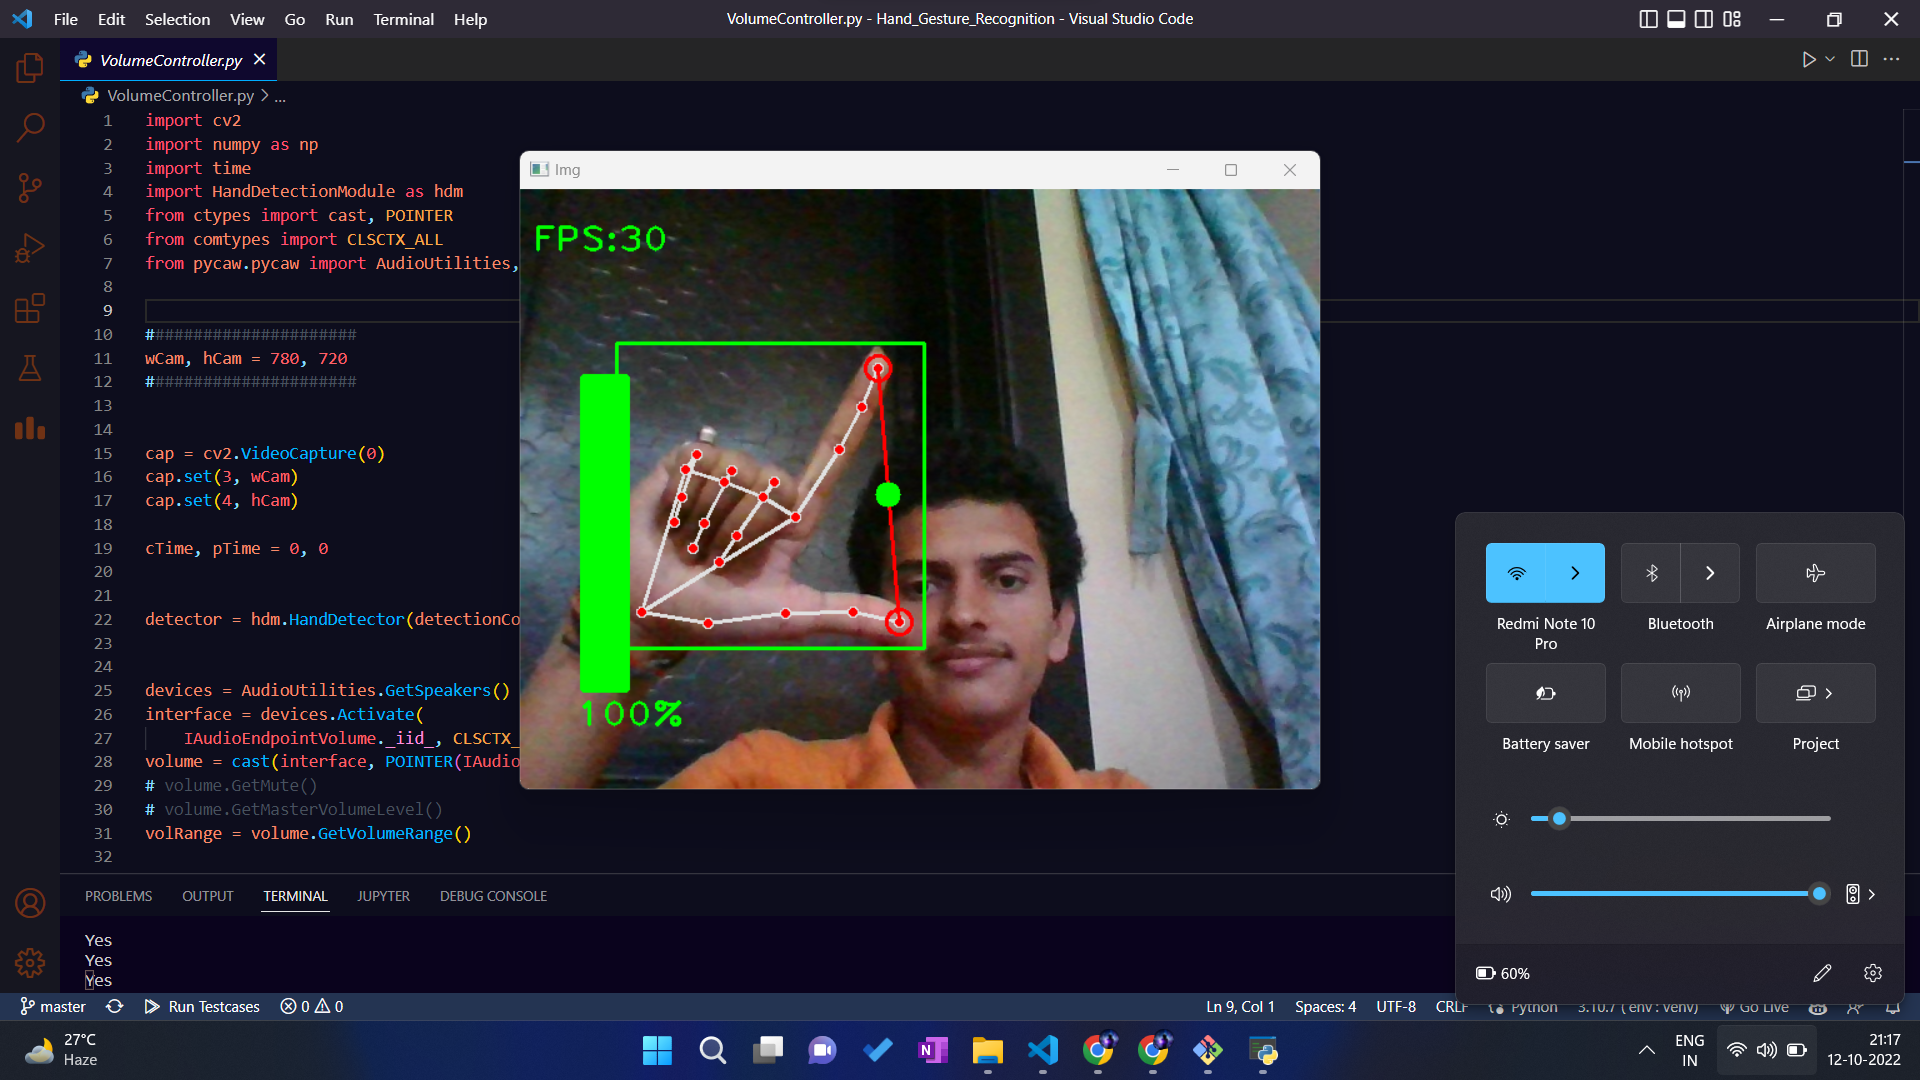 File Edit Selection View Go Run Terminal Help
VolumeController.py - Hand_Gesture_Recognition - Visual Studio Code
VolumeController.py
VolumeController.py > ...
1 import cv2
2 import numpy as np
3 import time
4 import HandDetectionModule as hdm
5 from ctypes import cast, POINTER
6 from comtypes import CLSCTX_ALL
7 from pycaw.pycaw import AudioUtilities,
8
9
10 ######################
11 wCam, hCam = 780, 720
12 ######################
13
14
15 cap = cv2.VideoCapture(0)
16 cap.set(3, wCam)
17 cap.set(4, hCam)
18
19 cTime, pTime = 0, 0
20
21
22 detector = hdm.HandDetector(detectionCo
23
24
25 devices = AudioUtilities.GetSpeakers()
26 interface = devices.Activate(
27 IAudioEndpointVolume._iid_, CLSCTX_
28 volume = cast(interface, POINTER(IAudio
29 # volume.GetMute()
30 # volume.GetMasterVolumeLevel()
31 volRange = volume.GetVolumeRange()
32
Img
FPS:30
100%
Redmi Note 10 Pro
Bluetooth
Airplane mode
Battery saver
Mobile hotspot
Project
60%
PROBLEMS OUTPUT TERMINAL JUPYTER DEBUG CONSOLE
Yes
Yes
Yes
master Run Testcases 0 0 Ln 9, Col 1 Spaces: 4 UTF-8 CRLF Python 3.10.7 ('env': venv) Go Live
27°C
Haze
ENG
IN
21:17
12-10-2022